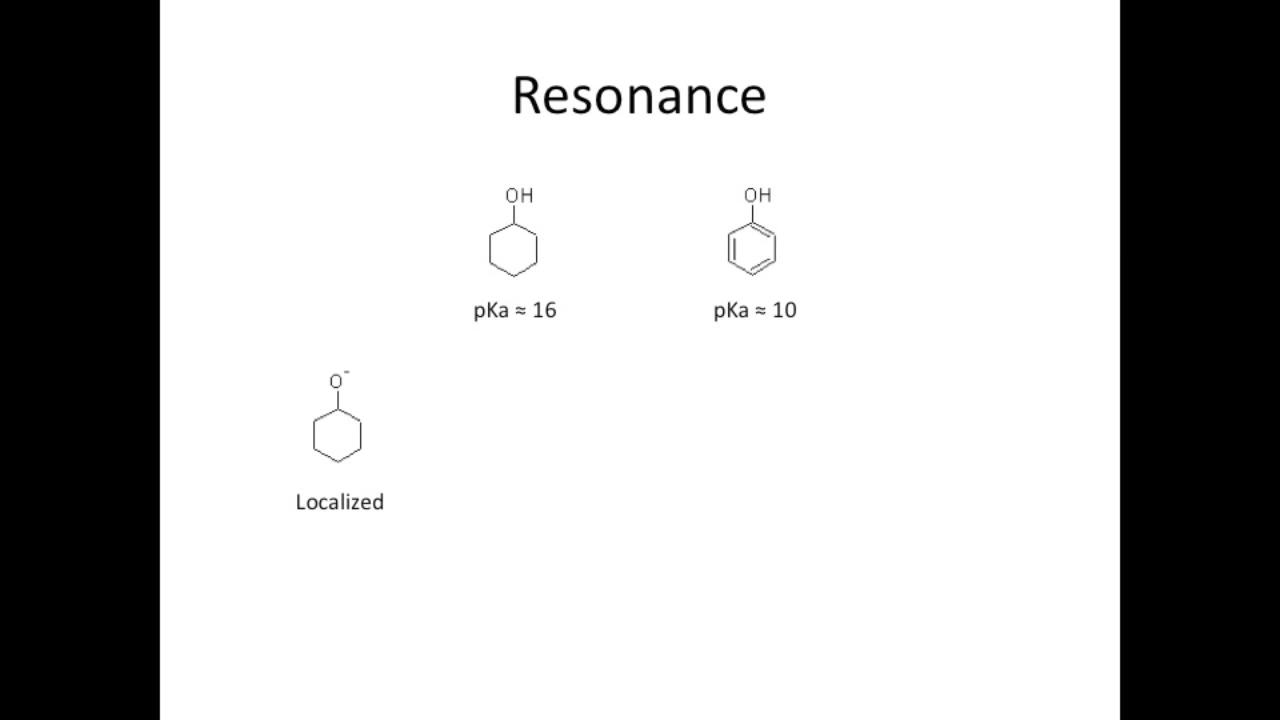 Resonance
OH
OH
pKa ≈ 16
pKa ≈ 10
O⁻
Localized